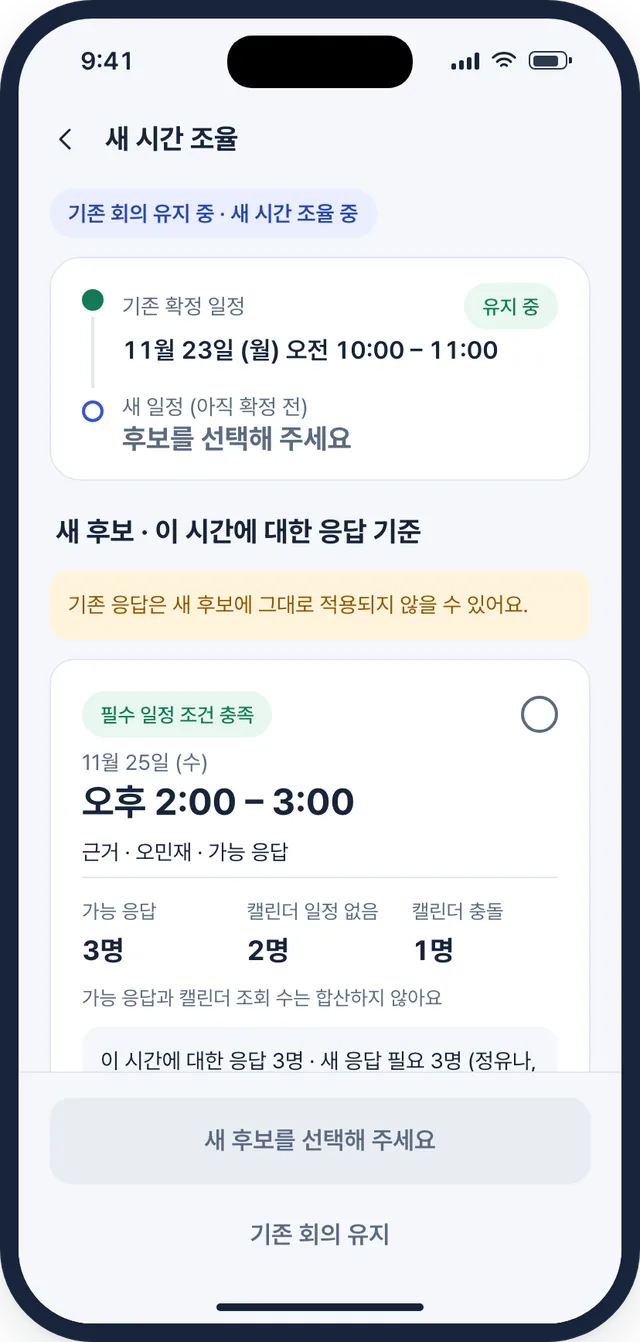 9:41
새 시간 조율
기존 회의 유지 중 · 새 시간 조율 중
기존 확정 일정
유지 중
11월 23일 (월) 오전 10:00 – 11:00
새 일정 (아직 확정 전)
후보를 선택해 주세요
새 후보 · 이 시간에 대한 응답 기준
기존 응답은 새 후보에 그대로 적용되지 않을 수 있어요.
필수 일정 조건 충족
11월 25일 (수)
오후 2:00 – 3:00
근거 · 오민재 · 가능 응답
가능 응답
캘린더 일정 없음
캘린더 충돌
3명
2명
1명
가능 응답과 캘린더 조회 수는 합산하지 않아요
이 시간에 대한 응답 3명 · 새 응답 필요 3명 (정유나,
새 후보를 선택해 주세요
기존 회의 유지